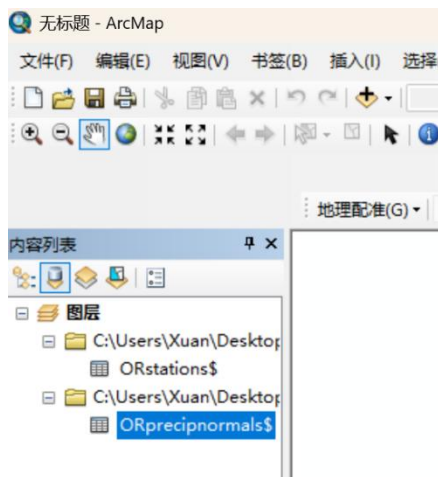 无标题 - ArcMap
文件(F) 编辑(E) 视图(V) 书签(B) 插入(I) 选择
地理配准(G)
内容列表
图层
C:\Users\Xuan\Desktop
ORstations$
C:\Users\Xuan\Desktop
ORprecipnormals$